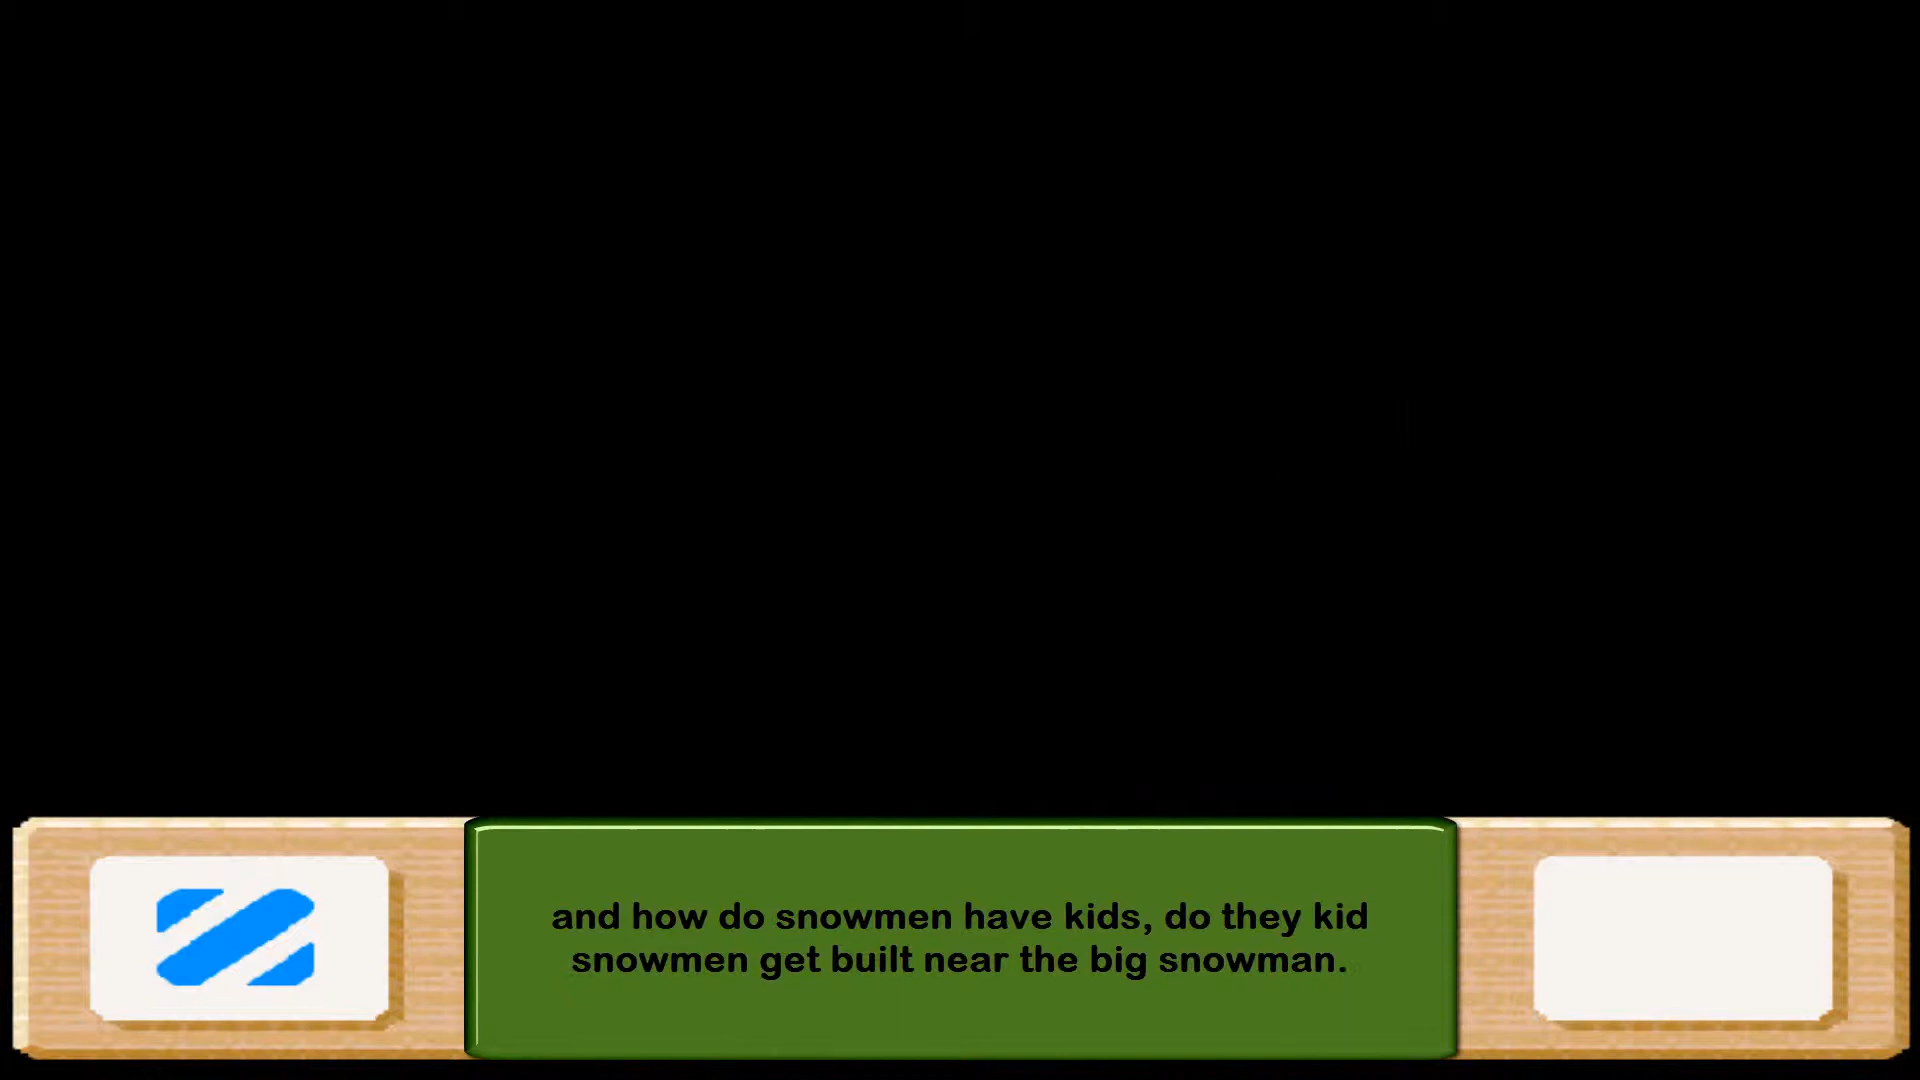 and how do snowmen have kids, do they kid
snowmen get built near the big snowman.